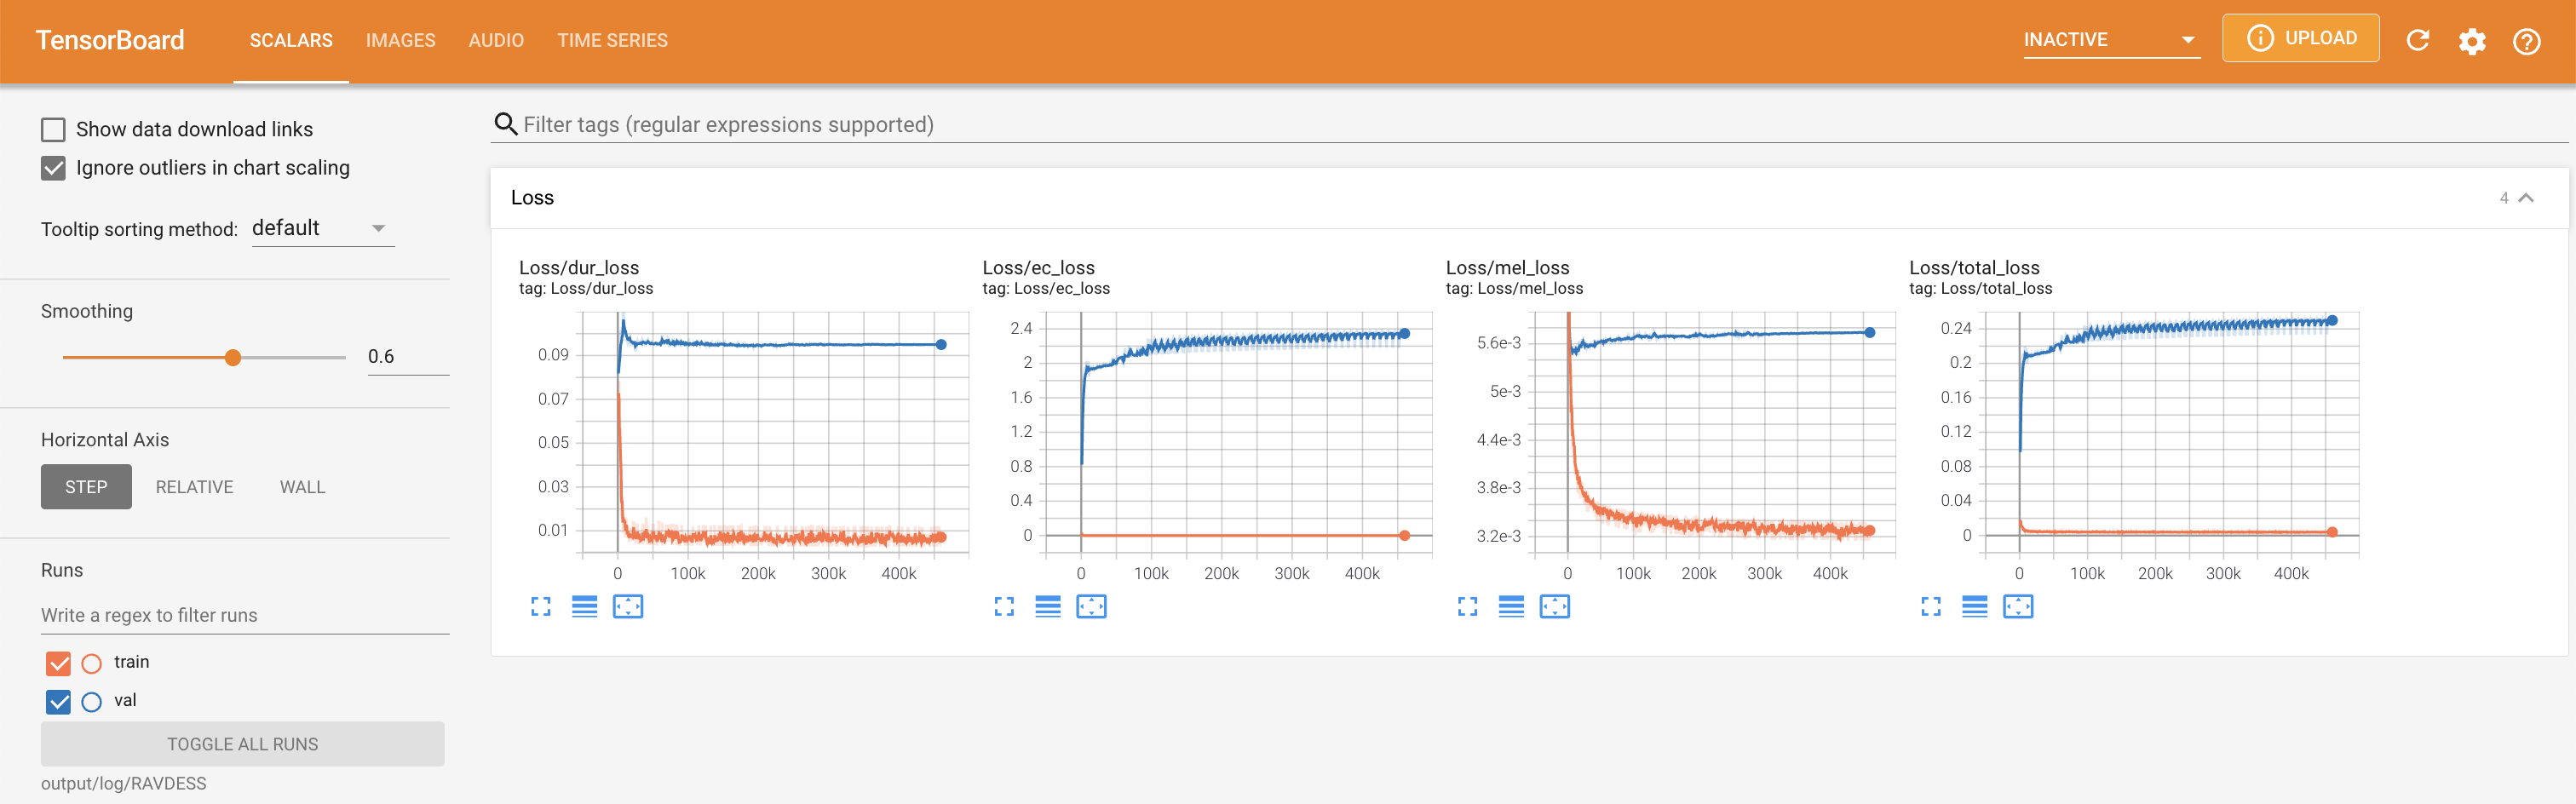 TensorBoard
SCALARS
IMAGES
AUDIO
TIME SERIES
INACTIVE
UPLOAD
Show data download links
Ignore outliers in chart scaling
Tooltip sorting method: default
Smoothing
0.6
Horizontal Axis
STEP
RELATIVE
WALL
Runs
Write a regex to filter runs
train
val
TOGGLE ALL RUNS
output/log/RAVDESS
Filter tags (regular expressions supported)
Loss
4
Loss/dur_loss
tag: Loss/dur_loss
0.09
0.07
0.05
0.03
0.01
0 100k 200k 300k 400k
Loss/ec_loss
tag: Loss/ec_loss
2.4
2
1.6
1.2
0.8
0.4
0
0 100k 200k 300k 400k
Loss/mel_loss
tag: Loss/mel_loss
5.6e-3
5e-3
4.4e-3
3.8e-3
3.2e-3
0 100k 200k 300k 400k
Loss/total_loss
tag: Loss/total_loss
0.24
0.2
0.16
0.12
0.08
0.04
0
0 100k 200k 300k 400k